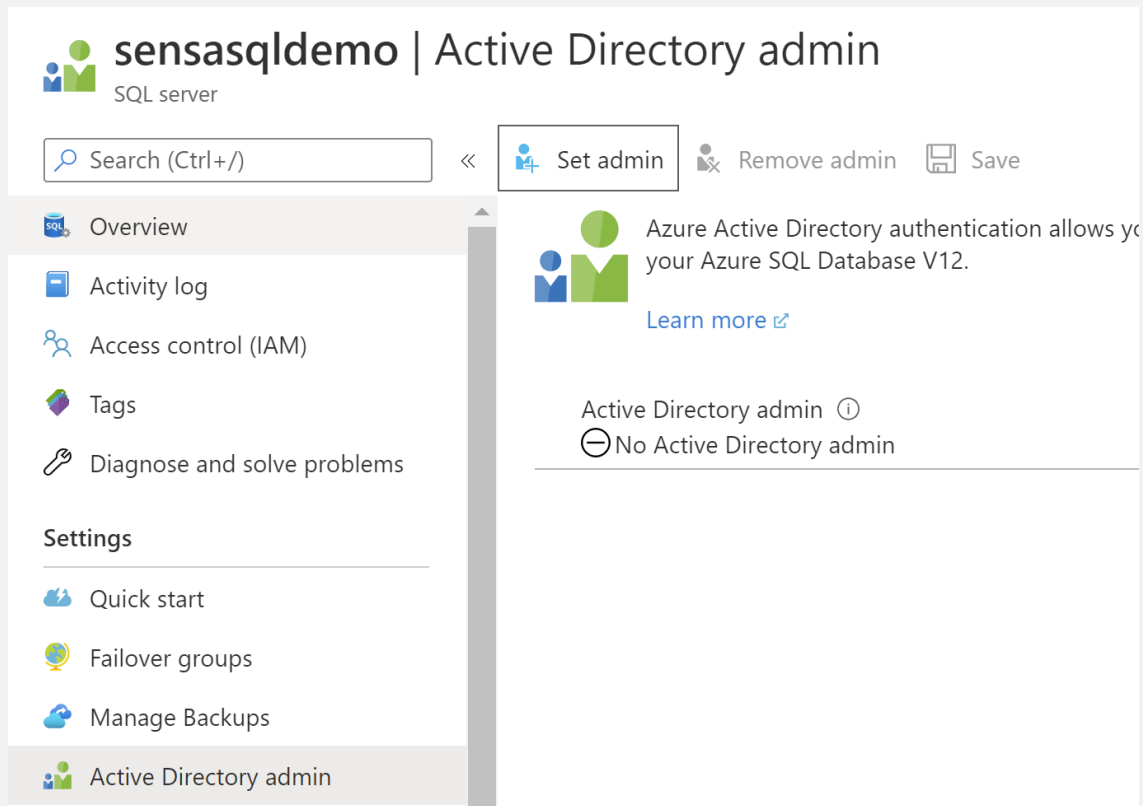 sensasqldemo | Active Directory admin
SQL server
Search (Ctrl+/)
«
Set admin
Remove admin
Save
SQL
Overview
Activity log
Access control (IAM)
Tags
Diagnose and solve problems
Settings
Quick start
Failover groups
Manage Backups
Active Directory admin
Azure Active Directory authentication allows
your Azure SQL Database V12.
Learn more
Active Directory admin
No Active Directory admin